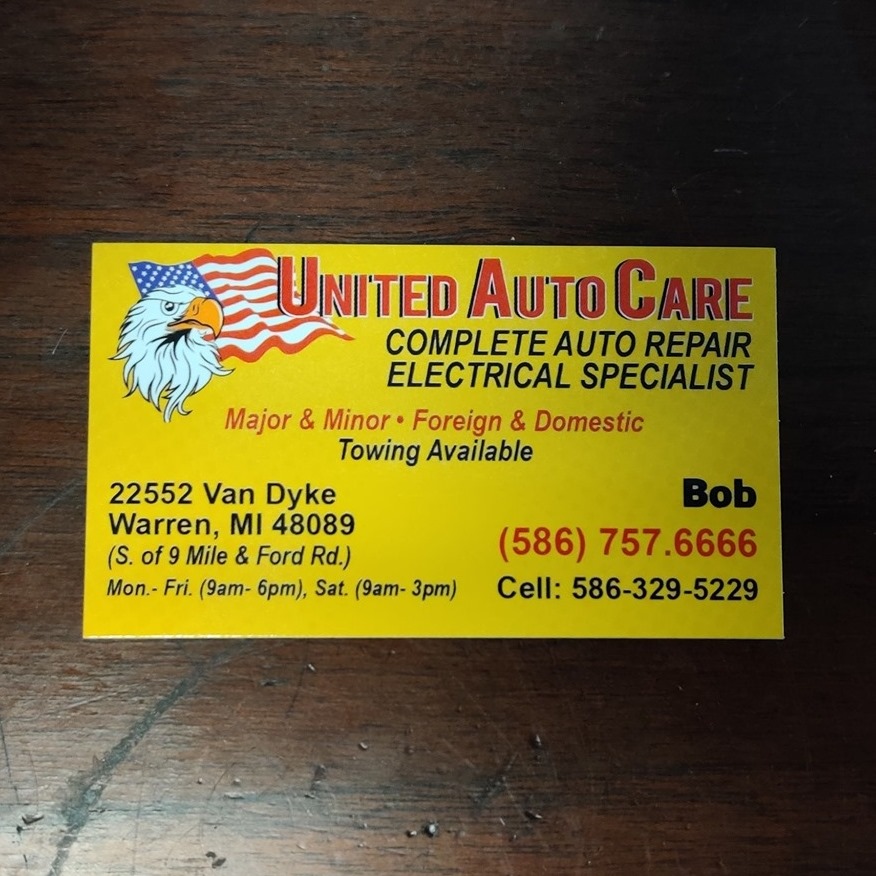 UNITED AUTO CARE
COMPLETE AUTO REPAIR
ELECTRICAL SPECIALIST
Major & Minor • Foreign & Domestic
Towing Available
22552 Van Dyke
Warren, MI 48089
(S. of 9 Mile & Ford Rd.)
Mon.- Fri. (9am- 6pm), Sat. (9am- 3pm)
Bob
(586) 757.6666
Cell: 586-329-5229